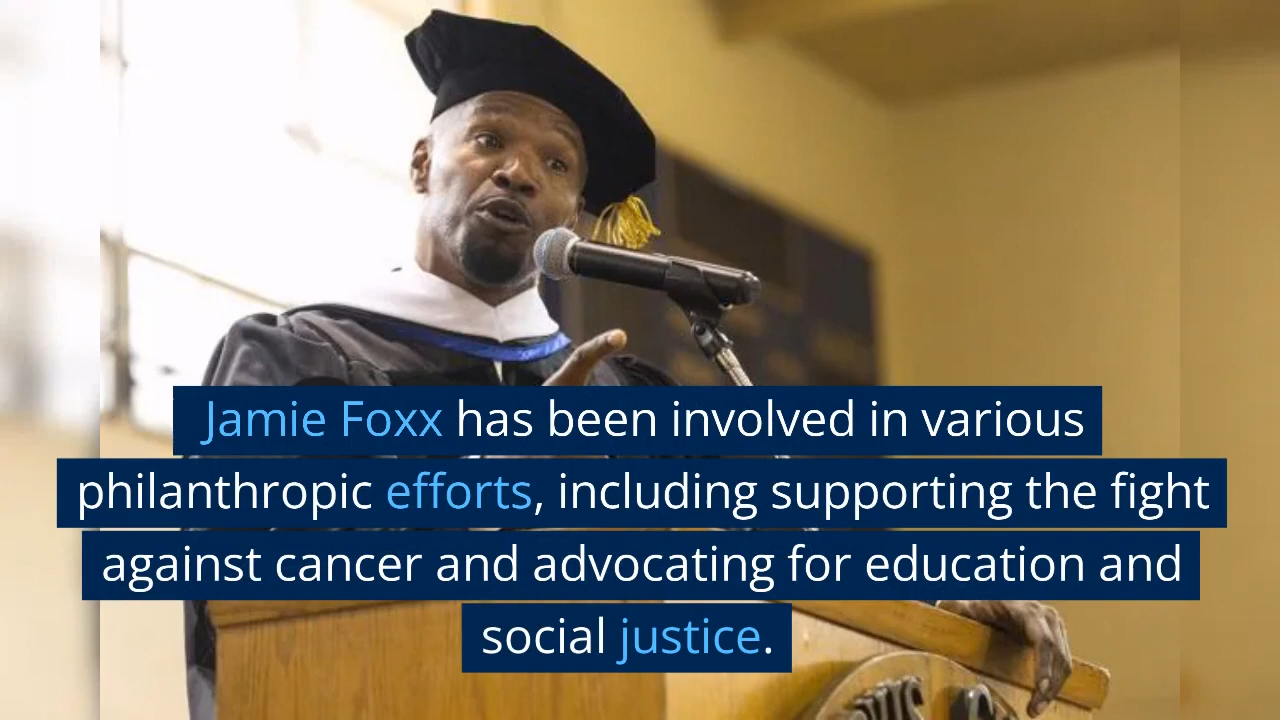 Jamie Foxx has been involved in various
philanthropic efforts, including supporting the fight
against cancer and advocating for education and
social justice.